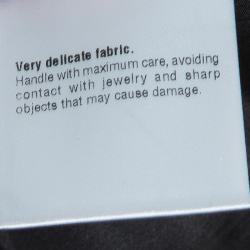 Very delicate fabric.
Handle with maximum care, avoiding
contact with jewelry and sharp
objects that may cause damage.